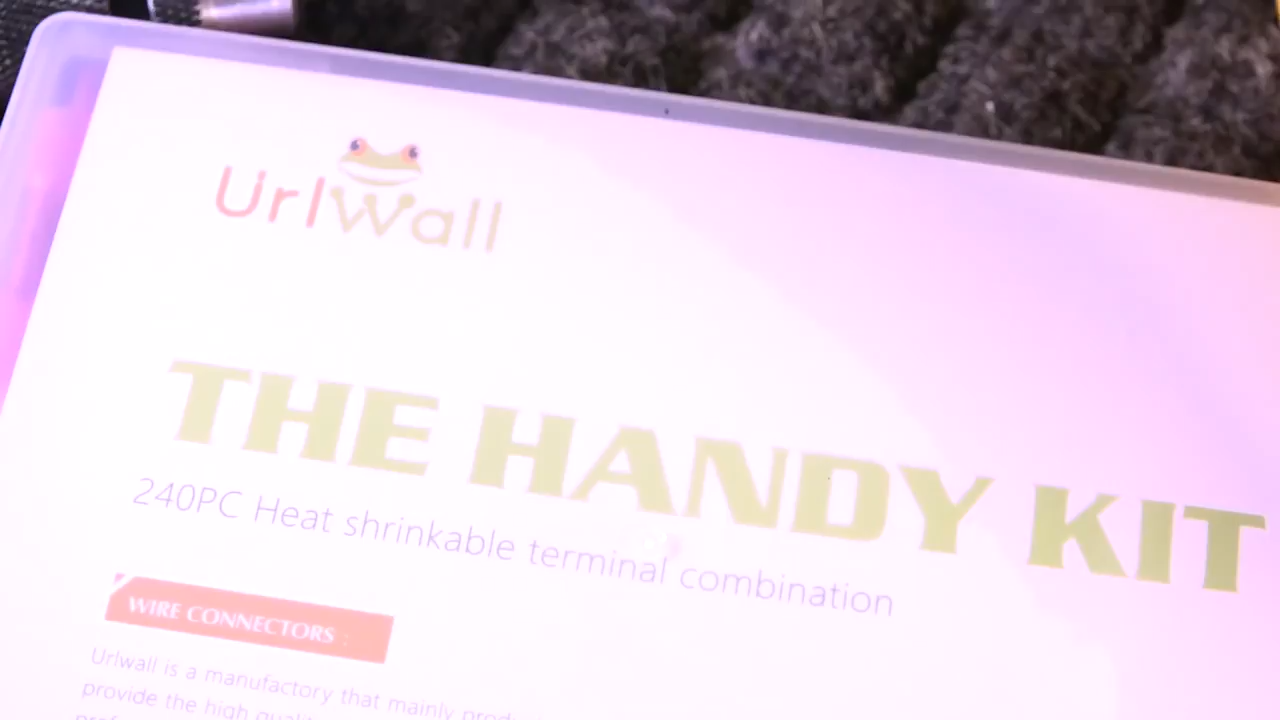 UrlWall
THE HANDY KIT
240PC Heat shrinkable terminal combination
WIRE CONNECTORS :
Urlwall is a manufactory that mainly
provide the high